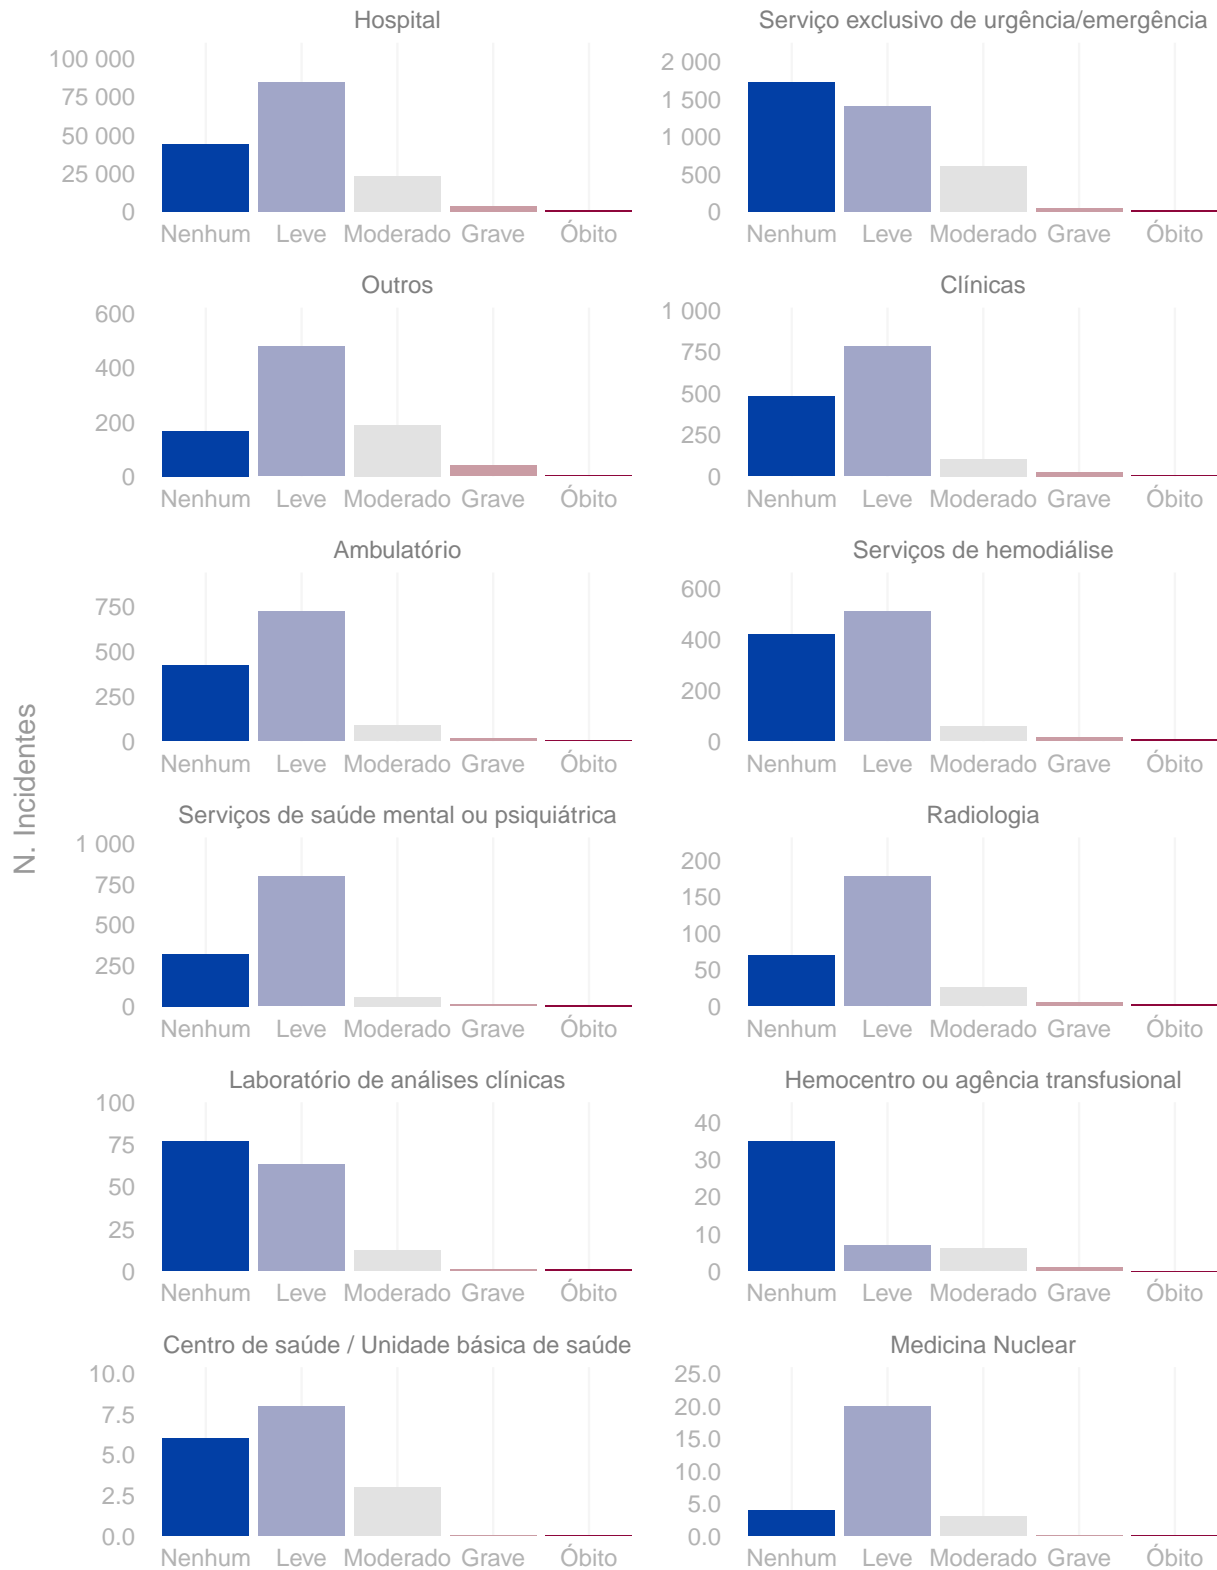 N. Incidentes
Hospital
100 000
75 000
50 000
25 000
0
Nenhum Leve Moderado Grave Óbito
Serviço exclusivo de urgência/emergência
2 000
1 500
1 000
500
0
Nenhum Leve Moderado Grave Óbito
Outros
600
400
200
0
Nenhum Leve Moderado Grave Óbito
Clínicas
1 000
750
500
250
0
Nenhum Leve Moderado Grave Óbito
Ambulatório
750
500
250
0
Nenhum Leve Moderado Grave Óbito
Serviços de hemodiálise
600
400
200
0
Nenhum Leve Moderado Grave Óbito
Serviços de saúde mental ou psiquiátrica
1 000
750
500
250
0
Nenhum Leve Moderado Grave Óbito
Radiologia
200
150
100
50
0
Nenhum Leve Moderado Grave Óbito
Laboratório de análises clínicas
100
75
50
25
0
Nenhum Leve Moderado Grave Óbito
Hemocentro ou agência transfusional
40
30
20
10
0
Nenhum Leve Moderado Grave Óbito
Centro de saúde / Unidade básica de saúde
10.0
7.5
5.0
2.5
0.0
Nenhum Leve Moderado Grave Óbito
Medicina Nuclear
25.0
20.0
15.0
10.0
5.0
0.0
Nenhum Leve Moderado Grave Óbito